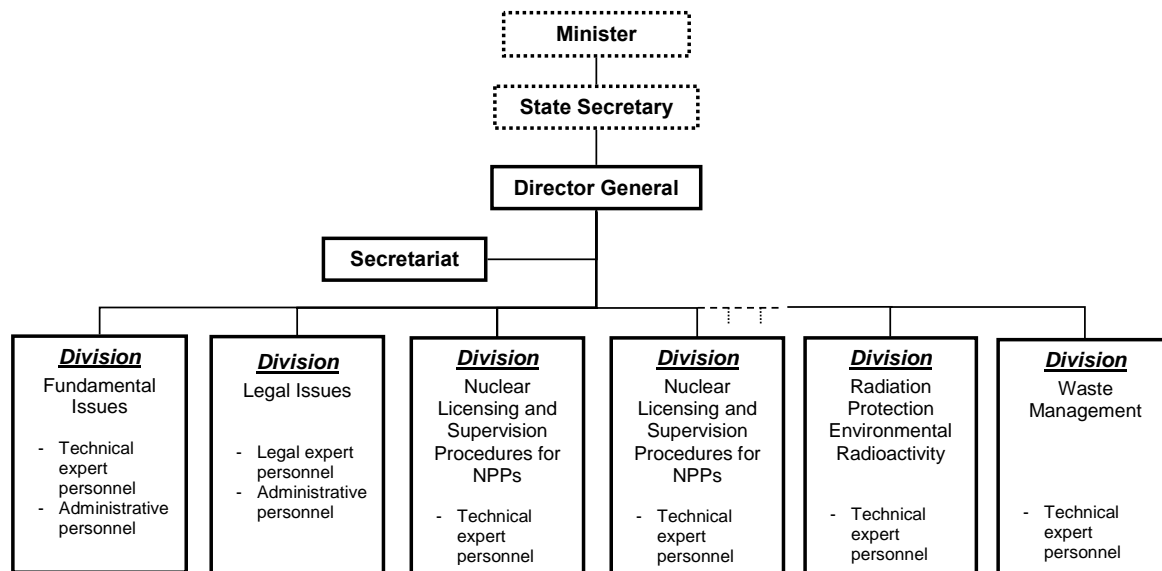 Minister
State Secretary
Director General
Secretariat
Division
Fundamental
Issues
- Technical
expert
personnel
- Administrative
personnel
Division
Legal Issues
- Legal expert
personnel
- Administrative
personnel
Division
Nuclear
Licensing and
Supervision
Procedures for
NPPs
- Technical
expert
personnel
Division
Nuclear
Licensing and
Supervision
Procedures for
NPPs
- Technical
expert
personnel
Division
Radiation
Protection
Environmental
Radioactivity
- Technical
expert
personnel
Division
Waste
Management
- Technical
expert
personnel